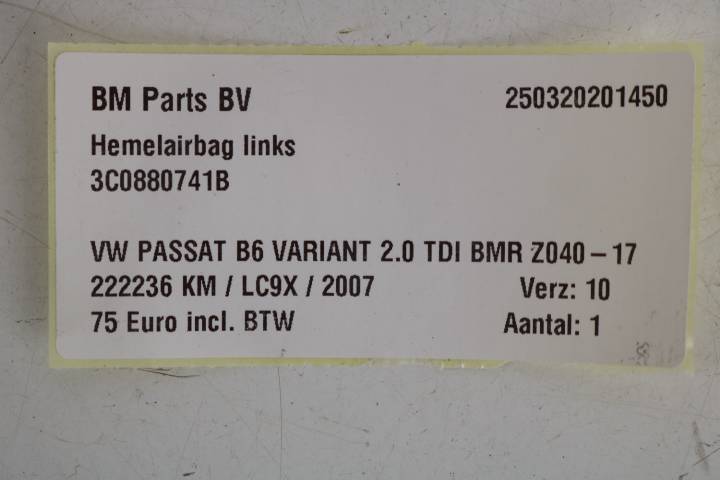 BM Parts BV 250320201450
Hemelairbag links
3C0880741B
VW PASSAT B6 VARIANT 2.0 TDI BMR Z040-17
222236 KM / LC9X / 2007 Verz: 10
75 Euro incl. BTW Aantal: 1